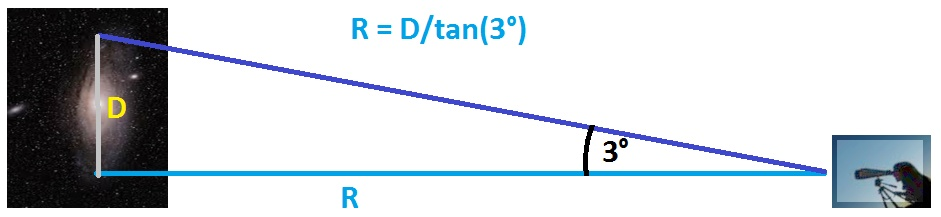 R = D/tan(3°)
D
3°
R